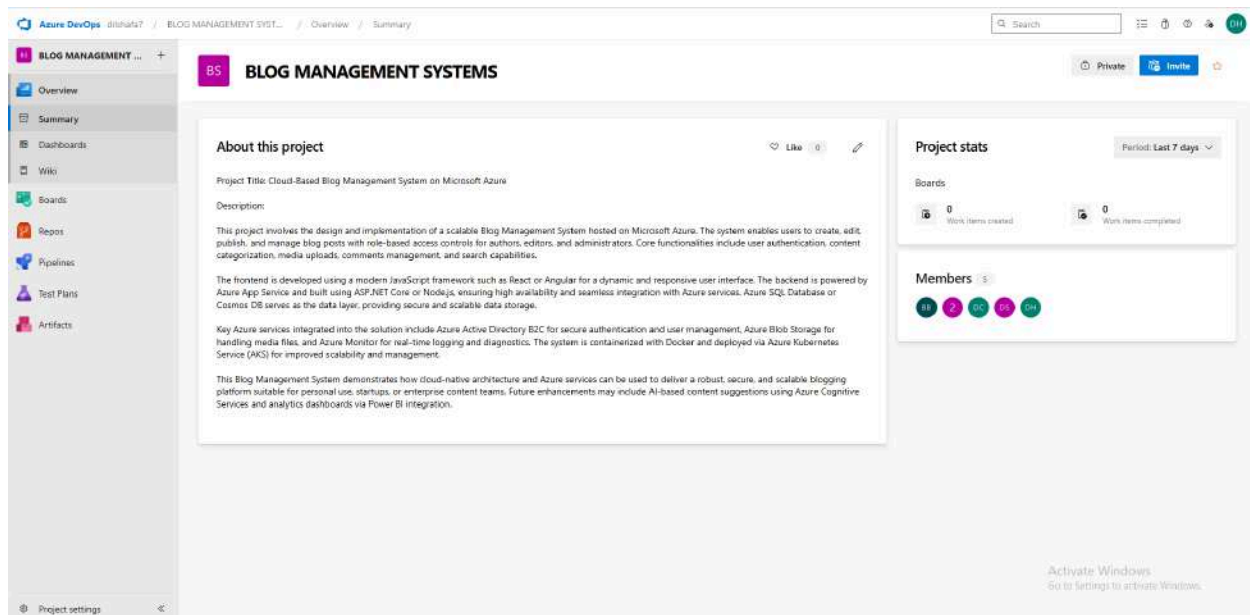 Azure DevOps dilshafa7 / BLOG MANAGEMENT SYST... / Overview / Summary
Search
DH
BLOG MANAGEMENT ... +
Overview
Summary
Dashboards
Wiki
Boards
Repos
Pipelines
Test Plans
Artifacts
Project settings
BS BLOG MANAGEMENT SYSTEMS
Private
Invite
About this project
Like 0
Project Title: Cloud-Based Blog Management System on Microsoft Azure
Description:
This project involves the design and implementation of a scalable Blog Management System hosted on Microsoft Azure. The system enables users to create, edit,
publish, and manage blog posts with role-based access controls for authors, editors, and administrators. Core functionalities include user authentication, content
categorization, media uploads, comments management, and search capabilities.
The frontend is developed using a modern JavaScript framework such as React or Angular for a dynamic and responsive user interface. The backend is powered by
Azure App Service and built using ASP.NET Core or Node.js, ensuring high availability and seamless integration with Azure services. Azure SQL Database or
Cosmos DB serves as the data layer, providing secure and scalable data storage.
Key Azure services integrated into the solution include Azure Active Directory B2C for secure authentication and user management, Azure Blob Storage for
handling media files, and Azure Monitor for real-time logging and diagnostics. The system is containerized with Docker and deployed via Azure Kubernetes
Service (AKS) for improved scalability and management.
This Blog Management System demonstrates how cloud-native architecture and Azure services can be used to deliver a robust, secure, and scalable blogging
platform suitable for personal use, startups, or enterprise content teams. Future enhancements may include AI-based content suggestions using Azure Cognitive
Services and analytics dashboards via Power BI integration.
Project stats
Period: Last 7 days
Boards
0
Work items created
0
Work items completed
Members 5
BB 2 DC DS DH
Activate Windows
Go to Settings to activate Windows.